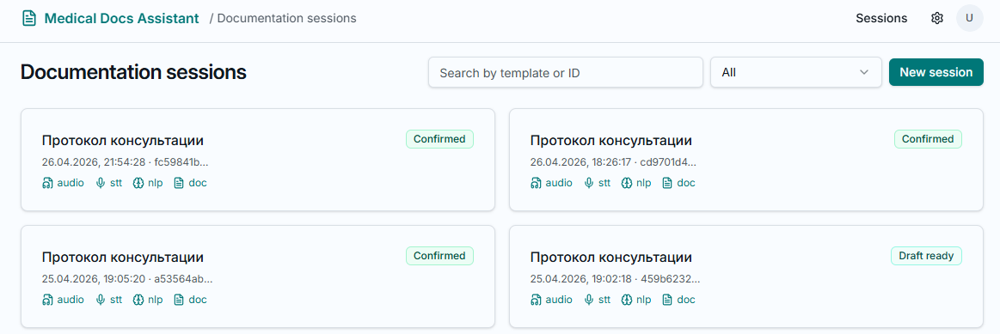 Medical Docs Assistant / Documentation sessions Sessions U
Documentation sessions Search by template or ID All New session
Протокол консультации Confirmed
26.04.2026, 21:54:28 · fc59841b...
audio stt nlp doc
Протокол консультации Confirmed
26.04.2026, 18:26:17 · cd9701d4...
audio stt nlp doc
Протокол консультации Confirmed
25.04.2026, 19:05:20 · a53564ab...
audio stt nlp doc
Протокол консультации Draft ready
25.04.2026, 19:02:18 · 459b6232...
audio stt nlp doc